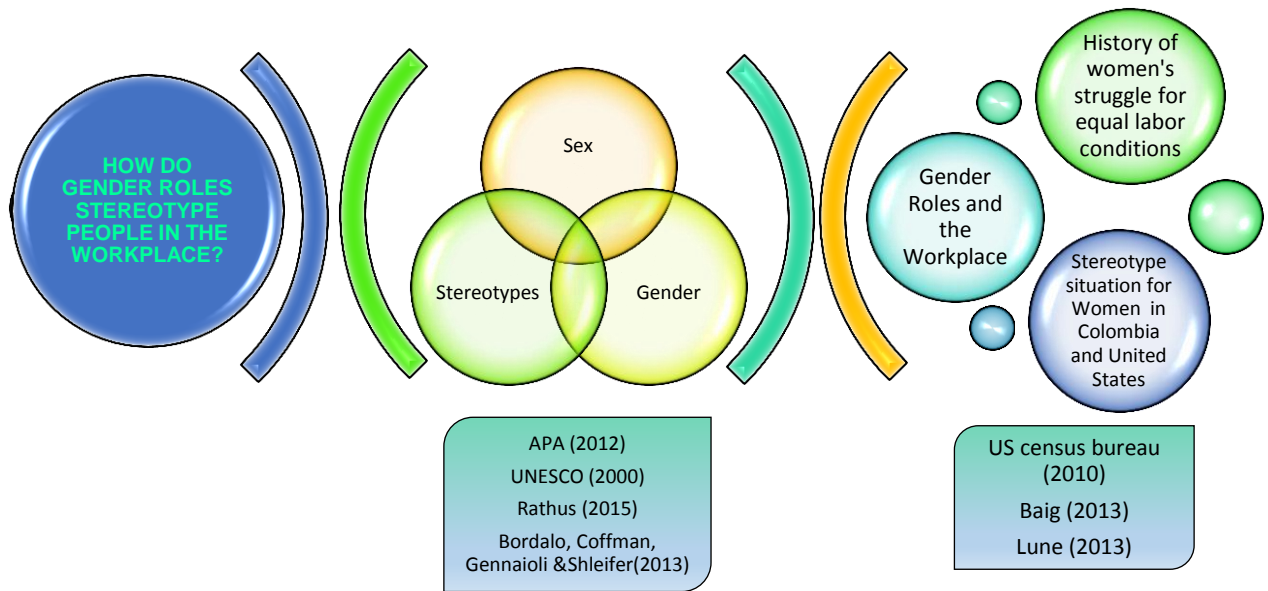 HOW DO
GENDER ROLES
STEREOTYPE
PEOPLE IN THE
WORKPLACE?
Sex
Stereotypes
Gender
APA (2012)
UNESCO (2000)
Rathus (2015)
Bordalo, Coffman,
Gennaioli &Shleifer(2013)
History of
women's
struggle for
equal labor
conditions
Gender
Roles and
the
Workplace
Stereotype
situation for
Women in
Colombia
and United
States
US census bureau
(2010)
Baig (2013)
Lune (2013)